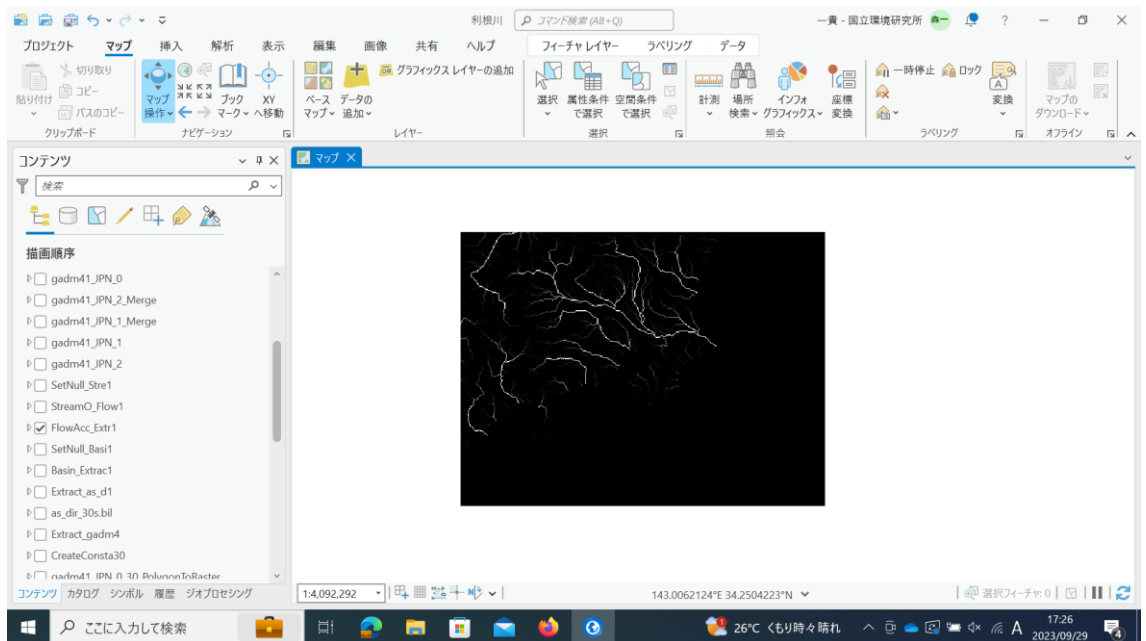 利根川
コマンド検索 (Alt+Q)
一貴 - 国立環境研究所
森一
?
プロジェクト マップ 挿入 解析 表示 編集 画像 共有 ヘルプ フィーチャ レイヤー ラベリング データ
貼り付け
切り取り
コピー
パスのコピー
クリップボード
マップ
操作
ブック
マーク
XY
へ移動
ナビゲーション
ベース
マップ
データの
追加
グラフィックス レイヤーの追加
レイヤー
選択
属性条件
で選択
空間条件
で選択
選択
計測
場所
検索
インフォ
グラフィックス
座標
変換
照会
一時停止
ロック
変換
ラベリング
マップの
ダウンロード
オフライン
コンテンツ
検索
描画順序
gadm41_JPN_0
gadm41_JPN_2_Merge
gadm41_JPN_1_Merge
gadm41_JPN_1
gadm41_JPN_2
SetNull_Stre1
StreamO_Flow1
FlowAcc_Extr1
SetNull_Basi1
Basin_Extrac1
Extract_as_d1
as_dir_30s.bil
Extract_gadm4
CreateConsta30
gadm41_JPN_0_30_PolygonToRaster
コンテンツ カタログ シンボル 履歴 ジオプロセシング
マップ
1:4,092,292
143.0062124°E 34.2504223°N
選択フィーチャ: 0
ここに入力して検索
26°C くもり時々晴れ
A
17:26
2023/09/29
4